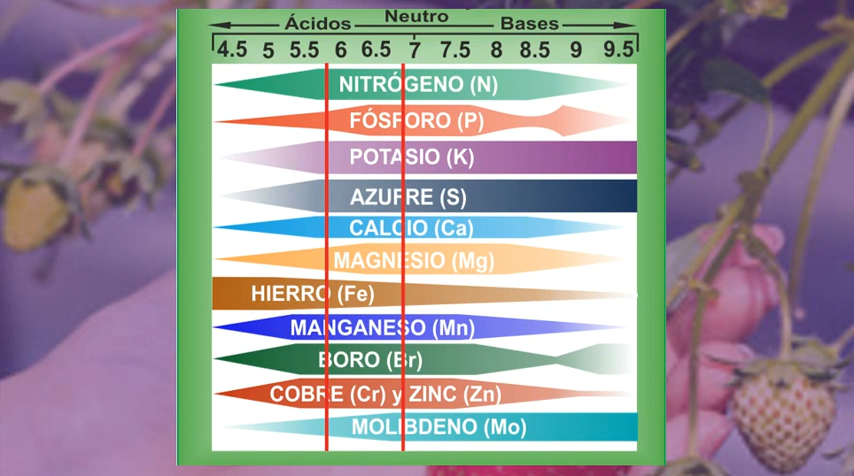 Neutro
Ácidos Bases
4.5 5 5.5 6 6.5 7 7.5 8 8.5 9 9.5
NITRÓGENO (N)
FÓSFORO (P)
POTASIO (K)
AZUFRE (S)
CALCIO (Ca)
MAGNESIO (Mg)
HIERRO (Fe)
MANGANESO (Mn)
BORO (Br)
COBRE (Cr) y ZINC (Zn)
MOLIBDENO (Mo)